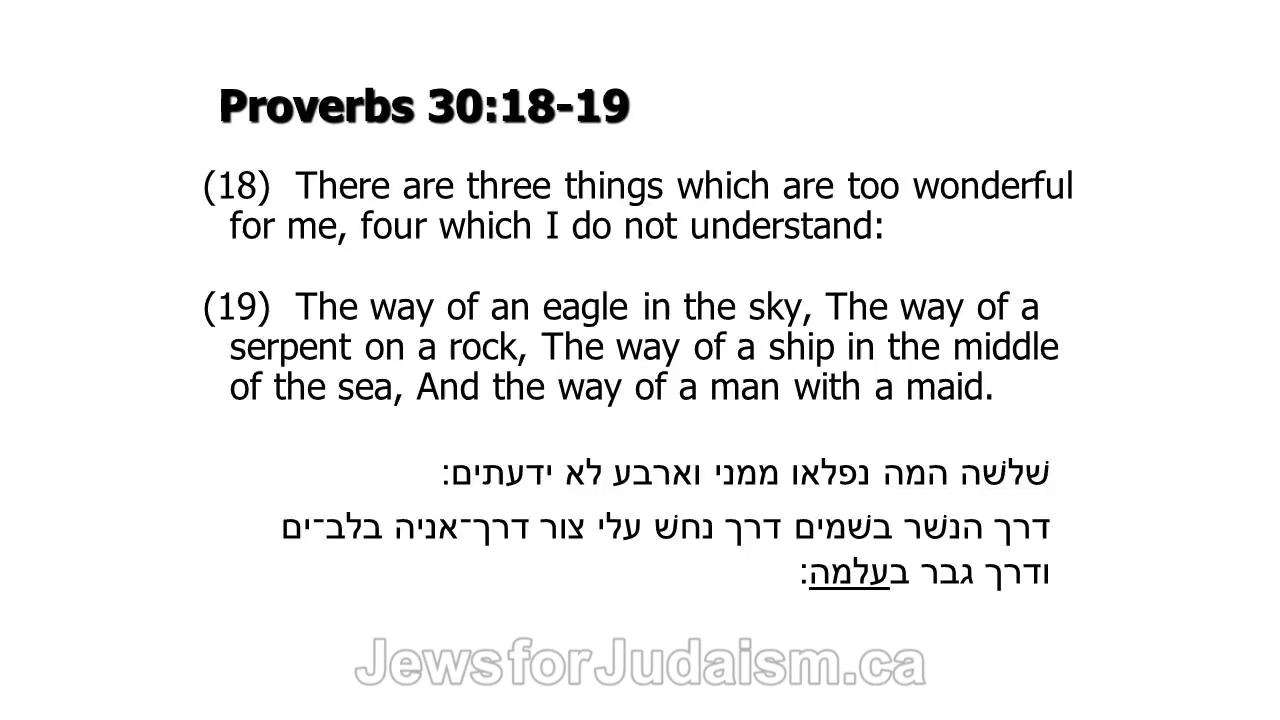 Proverbs 30:18-19
(18) There are three things which are too wonderful
for me, four which I do not understand:
(19) The way of an eagle in the sky, The way of a
serpent on a rock, The way of a ship in the middle
of the sea, And the way of a man with a maid.
שׁלשׁה המה נפלאו ממני וארבע לא ידעתים׃
דרך הנשׁר בשׁמים דרך נחשׁ עלי צור דרך־אניה בלב־ים
ודרך גבר בעלמה׃
JewsforJudaism.ca